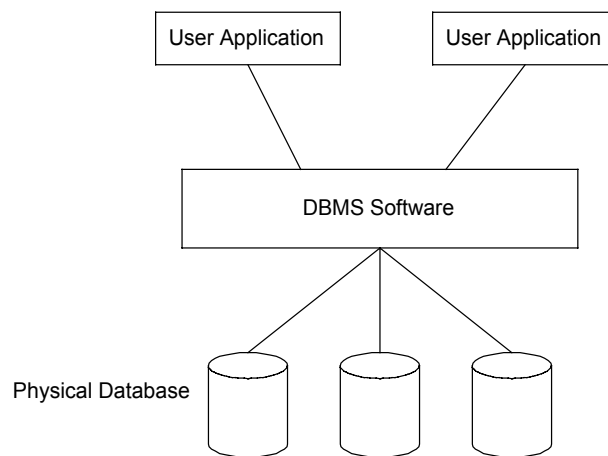 User Application
User Application
DBMS Software
Physical Database